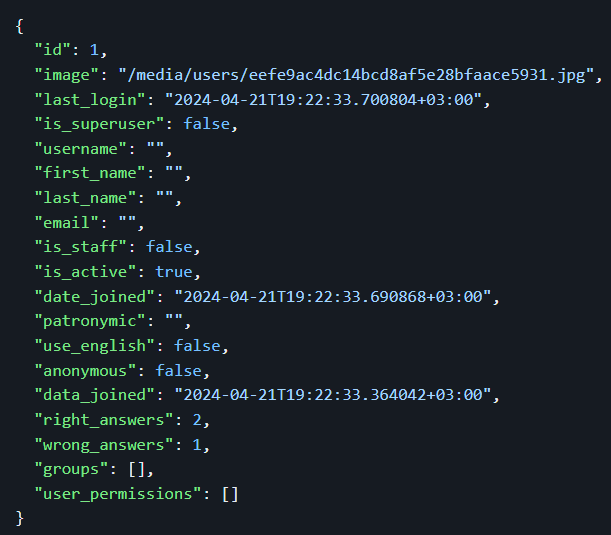 {
  "id": 1,
  "image": "/media/users/eefe9ac4dc14bcd8af5e28bfaace5931.jpg",
  "last_login": "2024-04-21T19:22:33.700804+03:00",
  "is_superuser": false,
  "username": "",
  "first_name": "",
  "last_name": "",
  "email": "",
  "is_staff": false,
  "is_active": true,
  "date_joined": "2024-04-21T19:22:33.690868+03:00",
  "patronymic": "",
  "use_english": false,
  "anonymous": false,
  "data_joined": "2024-04-21T19:22:33.364042+03:00",
  "right_answers": 2,
  "wrong_answers": 1,
  "groups": [],
  "user_permissions": []
}